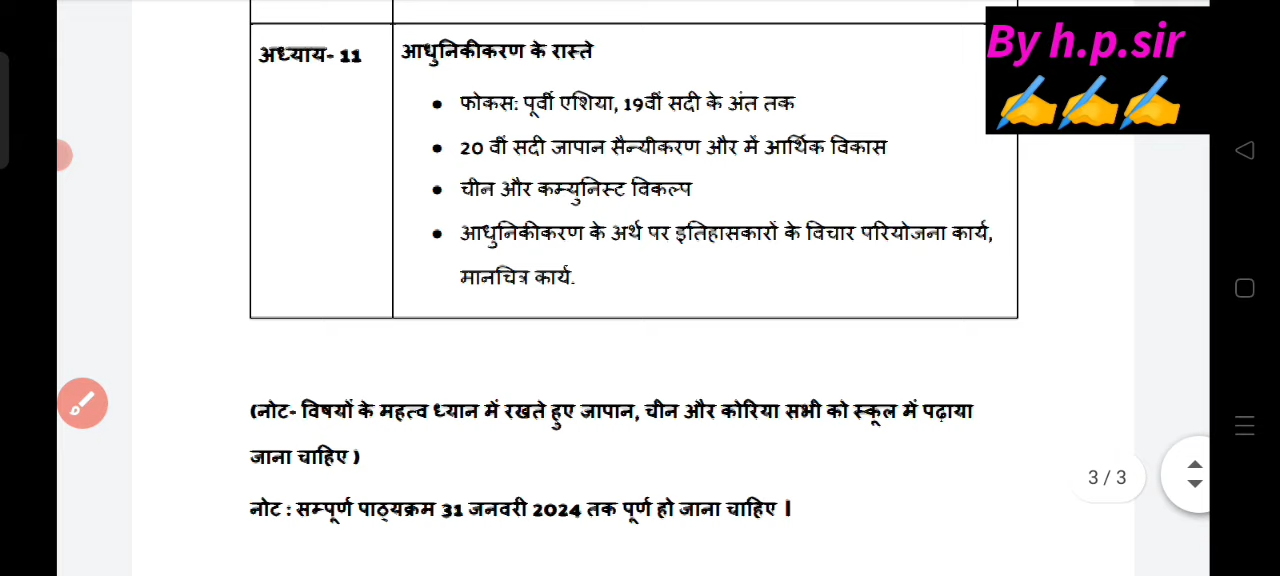 अध्याय- 11
आधुनिकीकरण के रास्ते
• फोकस: पूर्वी एशिया, 19वीं सदी के अंत तक
• 20 वीं सदी जापान सैन्यीकरण और में आर्थिक विकास
• चीन और कम्युनिस्ट विकल्प
• आधुनिकीकरण के अर्थ पर इतिहासकारों के विचार परियोजना कार्य,
मानचित्र कार्य.
By h.p.sir
✍✍✍
(नोट- विषयों के महत्व ध्यान में रखते हुए जापान, चीन और कोरिया सभी को स्कूल में पढ़ाया
जाना चाहिए )
नोट : सम्पूर्ण पाठ्यक्रम 31 जनवरी 2024 तक पूर्ण हो जाना चाहिए |
3 / 3